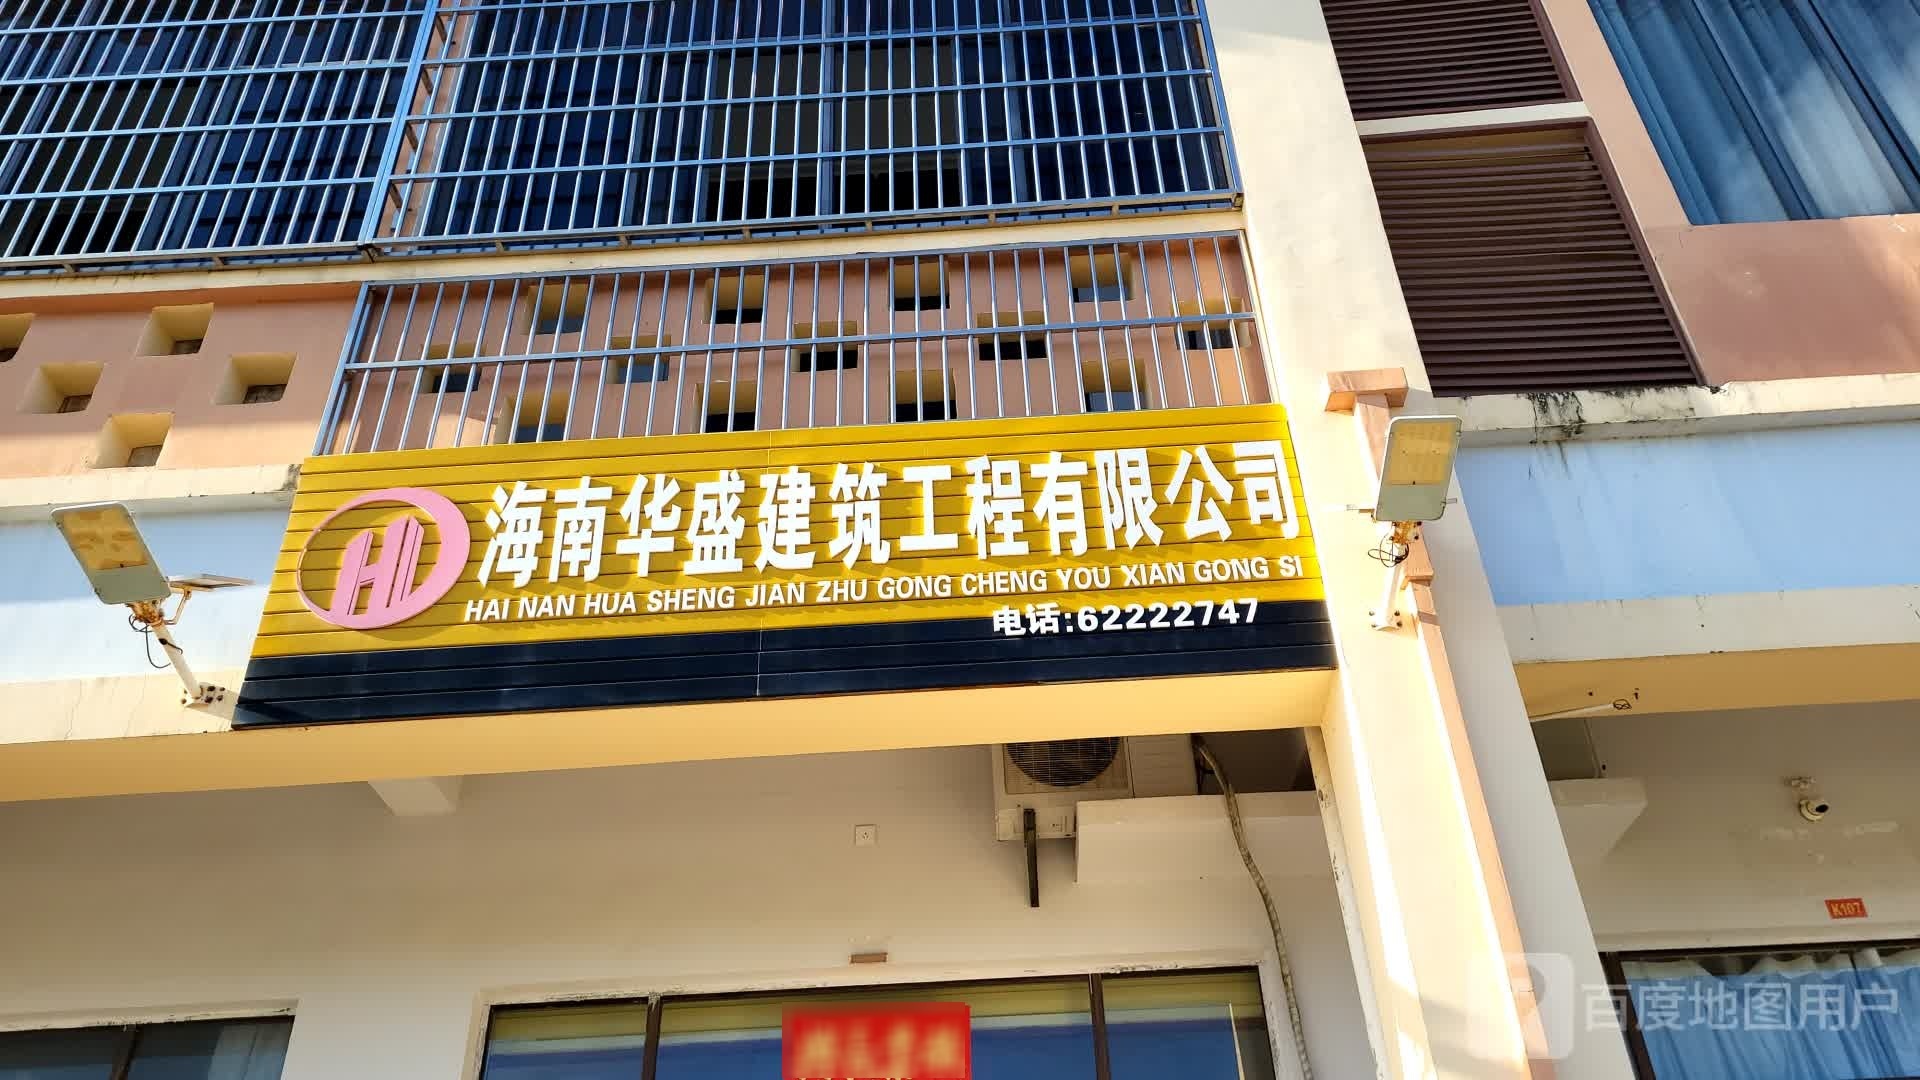 海南华盛建筑工程有限公司
HAI NAN HUA SHENG JIAN ZHU GONG CHENG YOU XIAN GONG SI
电话:62222747
K107
百度地图用户